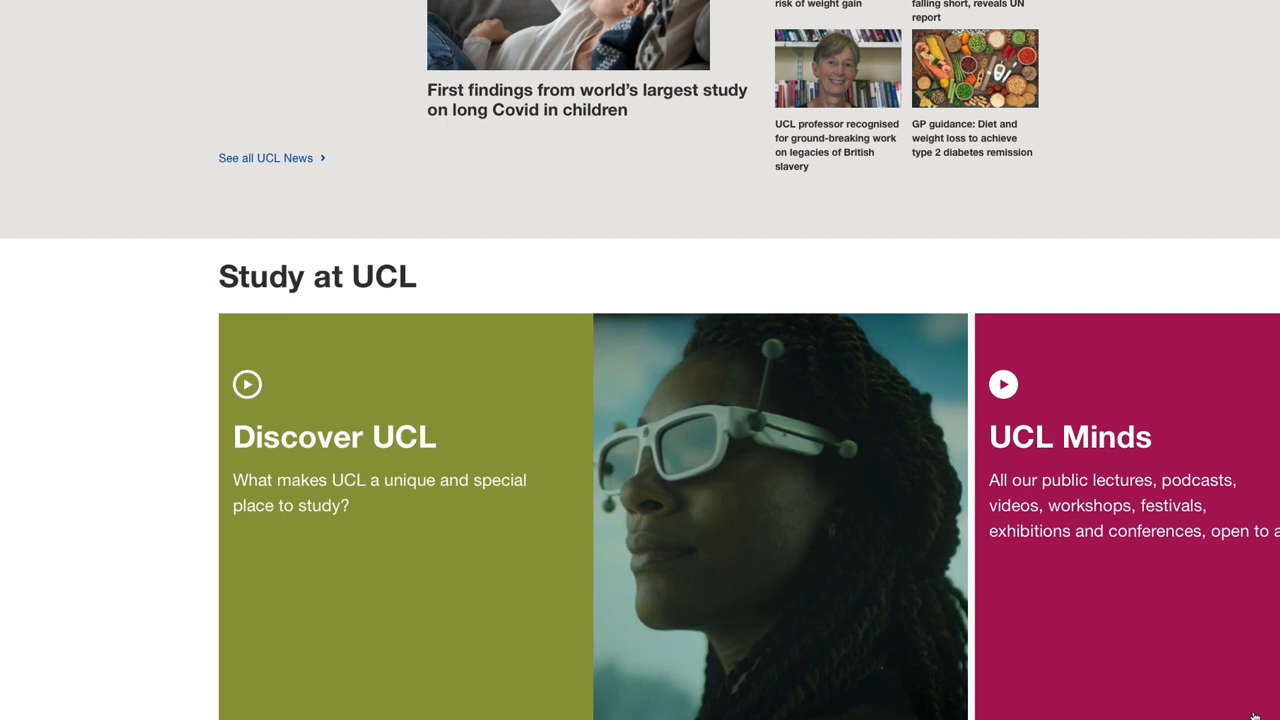 risk of weight gain
falling short, reveals UN
report
First findings from world's largest study
on long Covid in children
UCL professor recognised
for ground-breaking work
on legacies of British
slavery
GP guidance: Diet and
weight loss to achieve
type 2 diabetes remission
See all UCL News
Study at UCL
Discover UCL
What makes UCL a unique and special
place to study?
UCL Minds
All our public lectures, podcasts,
videos, workshops, festivals,
exhibitions and conferences, open to a